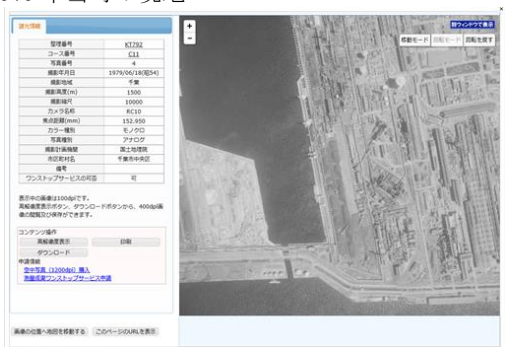 別ウィンドウで表示
移動モード 回転モード 回転を戻す
+
-
整理番号 KT792
コース番号 C11
写真番号 4
撮影年月日 1979/06/18(昭54)
撮影地域 千葉
撮影高度(m) 1500
撮影縮尺 10000
カメラ名称 RC10
焦点距離(mm) 152.950
カラー種別 モノクロ
写真種別 アナログ
撮影計画機関 国土地理院
市区町村名 千葉市中央区
備考
ワンストップサービスの可否 可
表示中の画像は100dpiです。
高解像度表示ボタン、ダウンロードボタンから、400dpi画
像の閲覧及び保存ができます。
コンテンツ操作
高解像度表示 印刷
ダウンロード
申請情報
空中写真（1200dpi）購入
測量成果ワンストップサービス申請
画像の位置へ地図を移動する このページのURLを表示